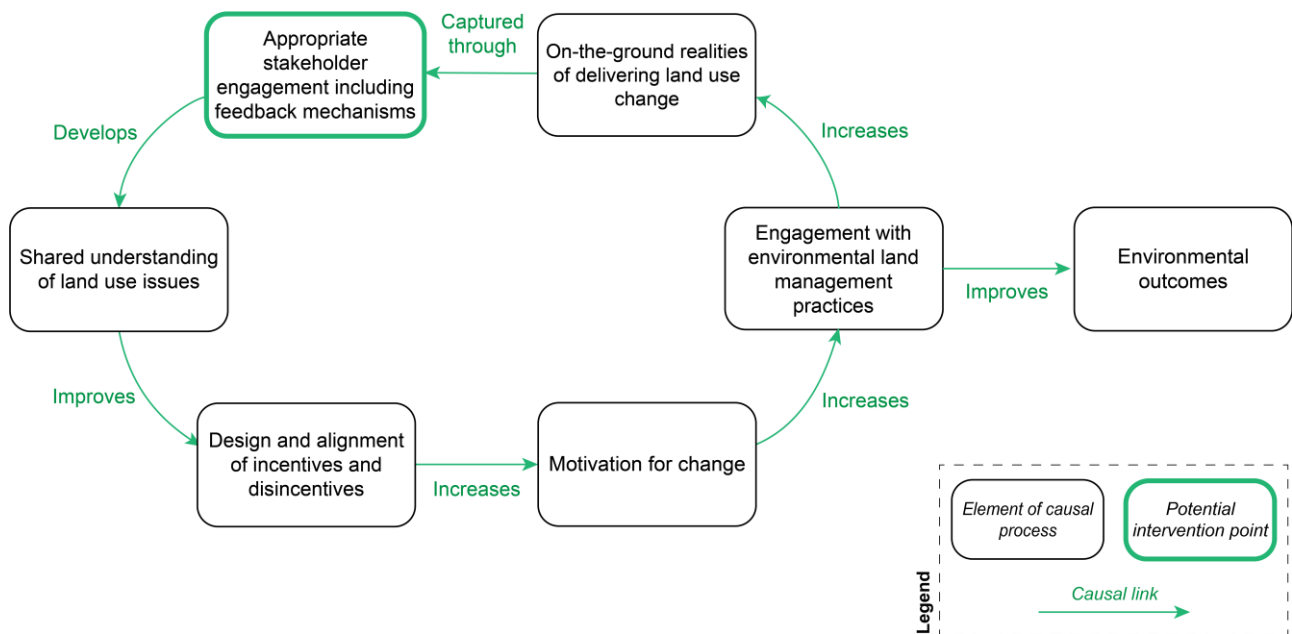 Appropriate
stakeholder
engagement including
feedback mechanisms
Captured
through
On-the-ground realities
of delivering land use
change
Develops
Increases
Shared understanding
of land use issues
Engagement with
environmental land
management
practices
Improves
Environmental
outcomes
Improves
Increases
Design and alignment
of incentives and
disincentives
Increases
Motivation for change
Legend
Element of causal
process
Potential
intervention point
Causal link